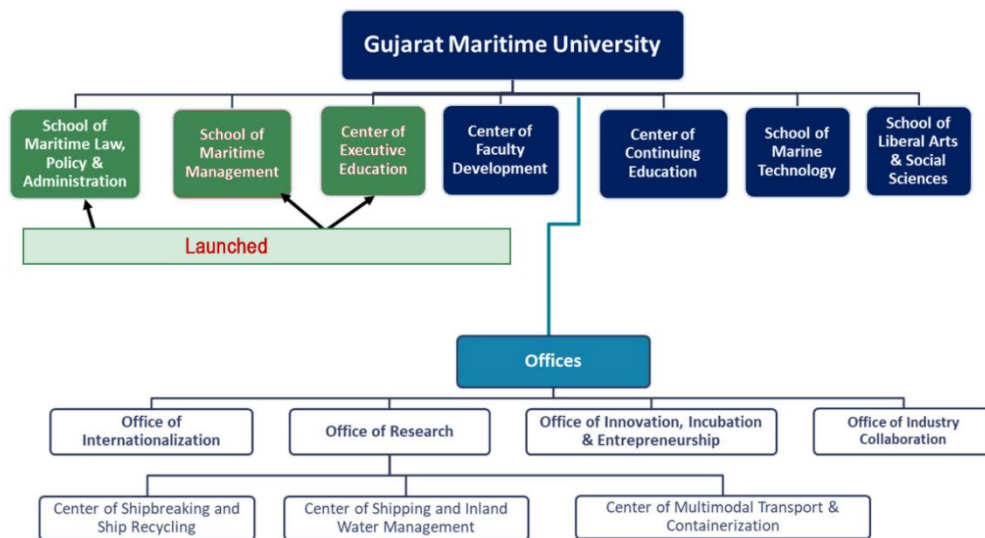 Gujarat Maritime University
School of
Maritime Law,
Policy &
Administration
School of
Maritime
Management
Center of
Executive
Education
Center of
Faculty
Development
Center of
Continuing
Education
School of
Marine
Technology
School of
Liberal Arts
& Social
Sciences
Launched
Offices
Office of
Internationalization
Office of Research
Office of Innovation, Incubation
& Entrepreneurship
Office of Industry
Collaboration
Center of Shipbreaking and
Ship Recycling
Center of Shipping and Inland
Water Management
Center of Multimodal Transport &
Containerization